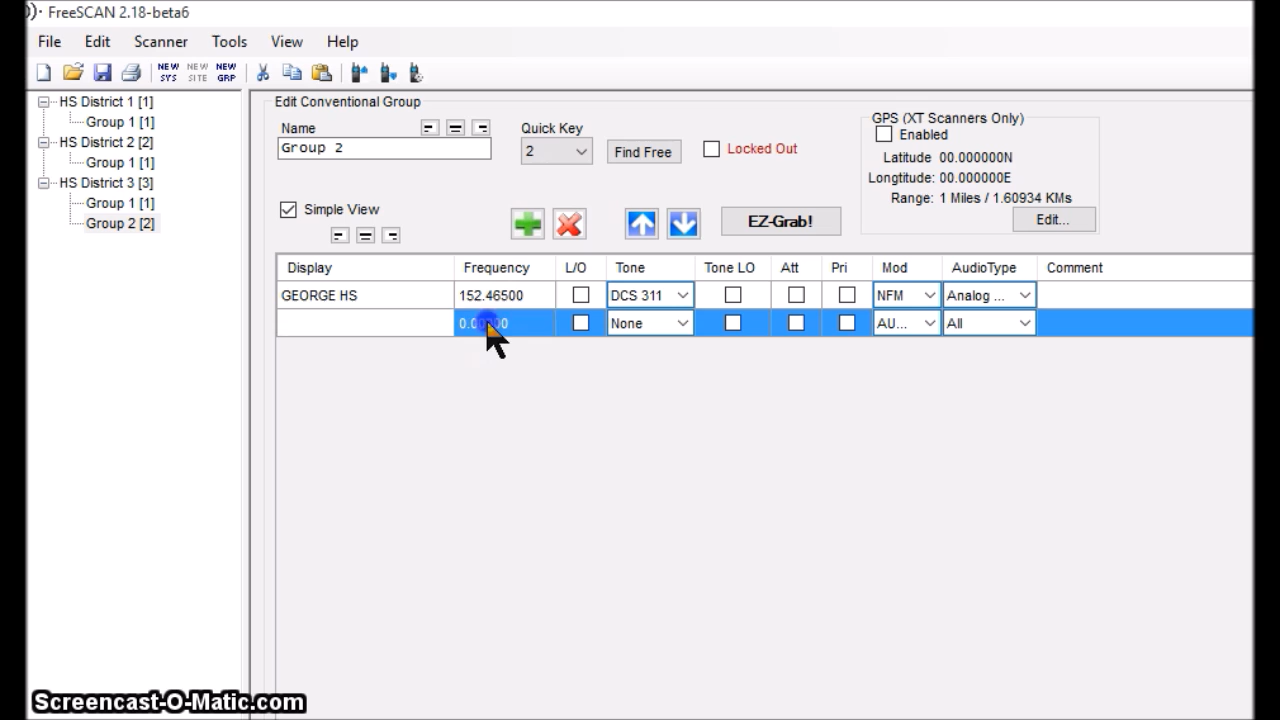 FreeSCAN 2.18-beta6
File Edit Scanner Tools View Help
NEW SYS NEW SITE NEW GRP
HS District 1 [1]
Group 1 [1]
HS District 2 [2]
Group 1 [1]
HS District 3 [3]
Group 1 [1]
Group 2 [2]
Edit Conventional Group
Name Quick Key
Group 2 2 Find Free Locked Out
GPS (XT Scanners Only)
Enabled
Latitude 00.000000N
Longtitude: 00.000000E
Range: 1 Miles / 1.60934 KMs
Edit...
Simple View EZ-Grab!
Display Frequency L/O Tone Tone LO Att Pri Mod AudioType Comment
GEORGE HS 152.46500 DCS 311 NFM Analog ...
None AU... All
Screencast-O-Matic.com